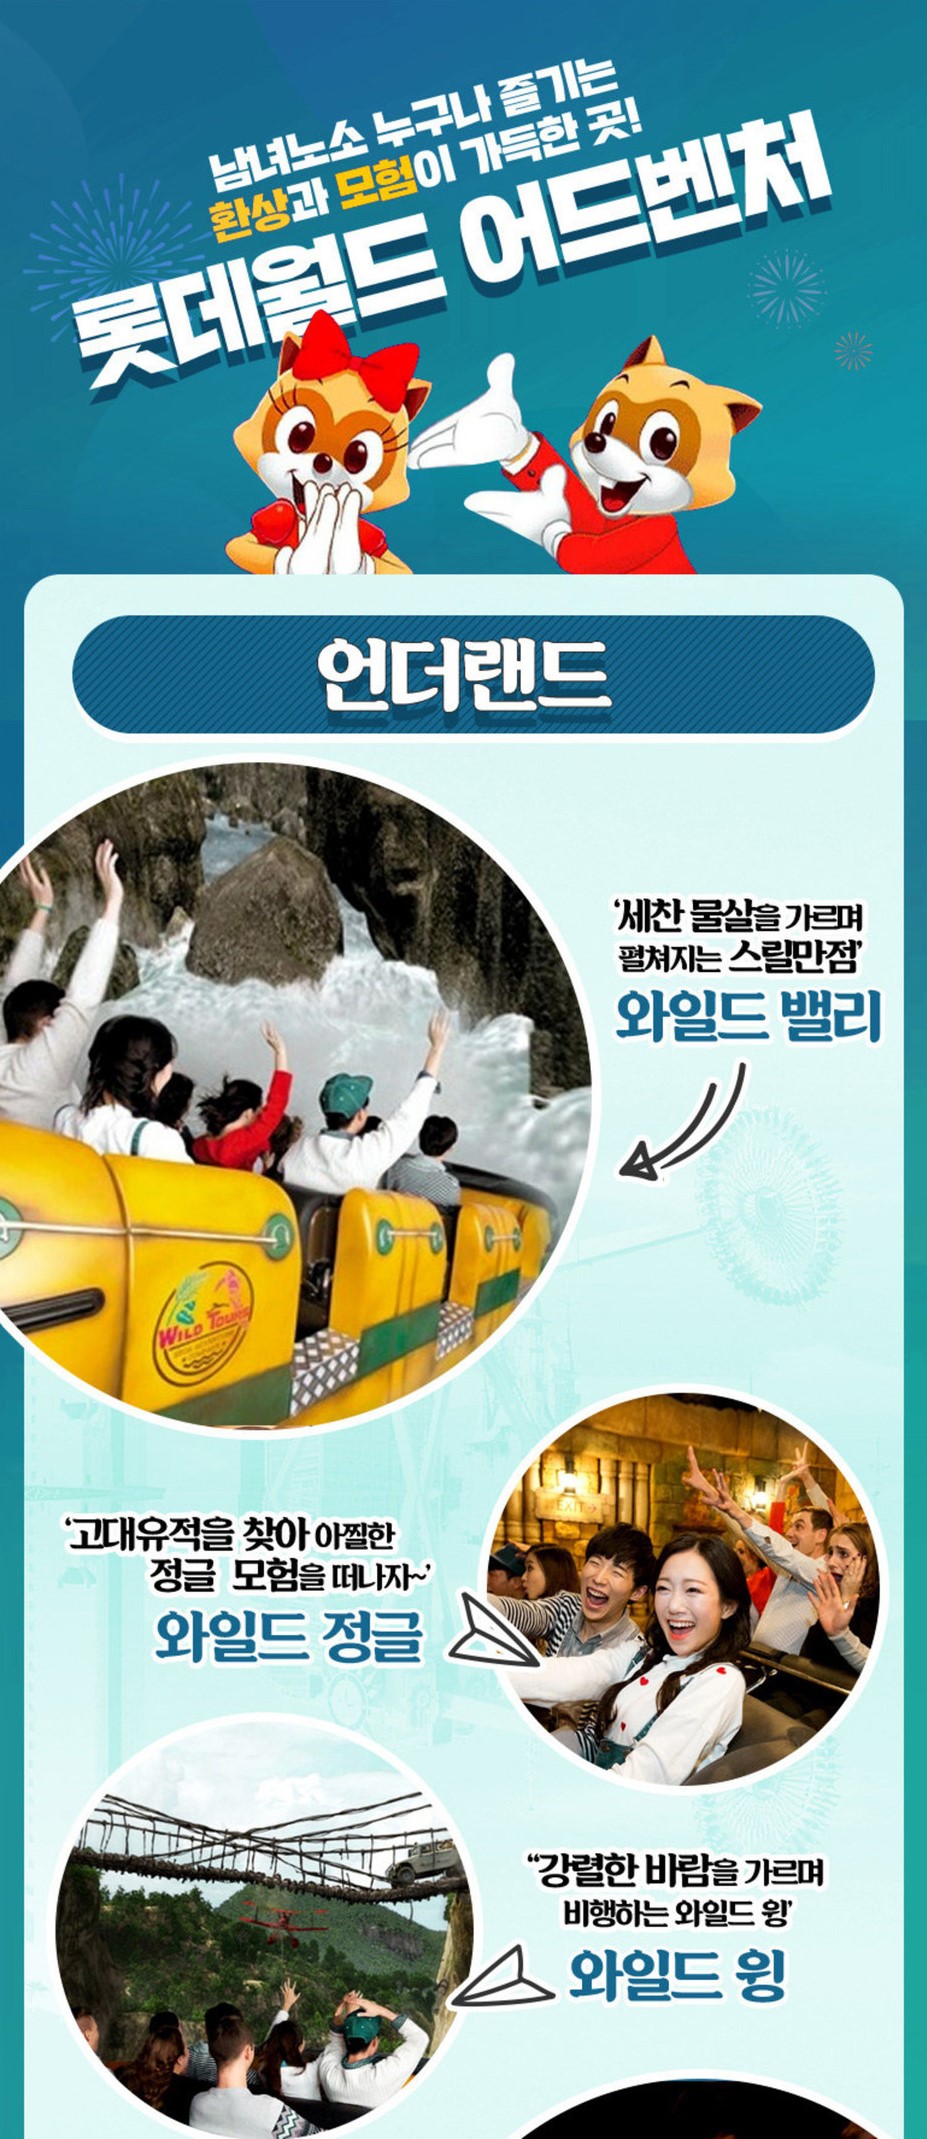 남녀노소 누구나 즐기는
환상과 모험이 가득한 곳!
롯데월드 어드벤처
언더랜드
‘세찬 물살을 가르며
펼쳐지는 스릴만점’
와일드 밸리
WILD TOURS
‘고대유적을 찾아 아찔한
정글 모험을 떠나자~’
와일드 정글
EXIT
“강렬한 바람을 가르며
비행하는 와일드 윙’
와일드 윙